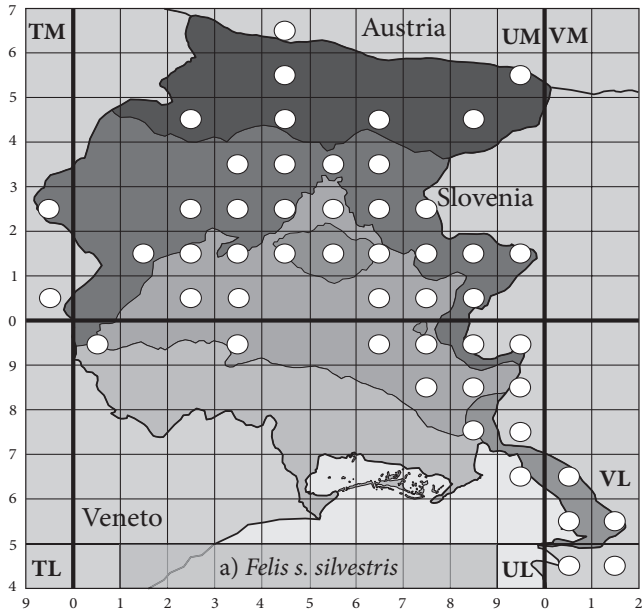 7
TM Austria UM VM
6
5
4
3
Slovenia
2
1
0
9
8
7
VL
6
Veneto
5
TL a) Felis s. silvestris UL
4
9 0 1 2 3 4 5 6 7 8 9 0 1 2